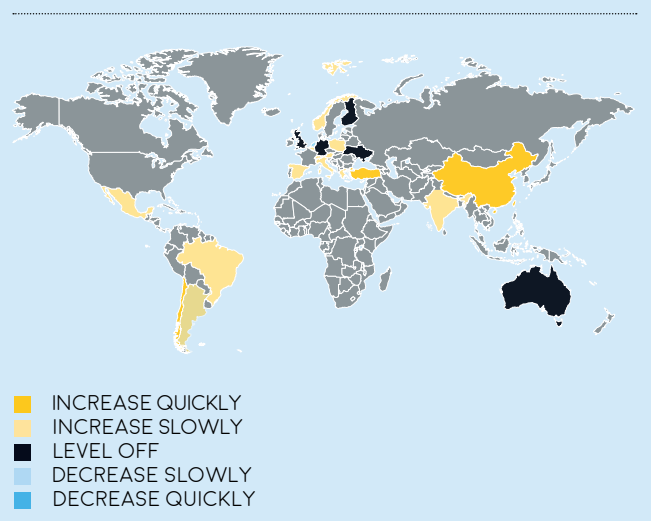 INCREASE QUICKLY
INCREASE SLOWLY
LEVEL OFF
DECREASE SLOWLY
DECREASE QUICKLY